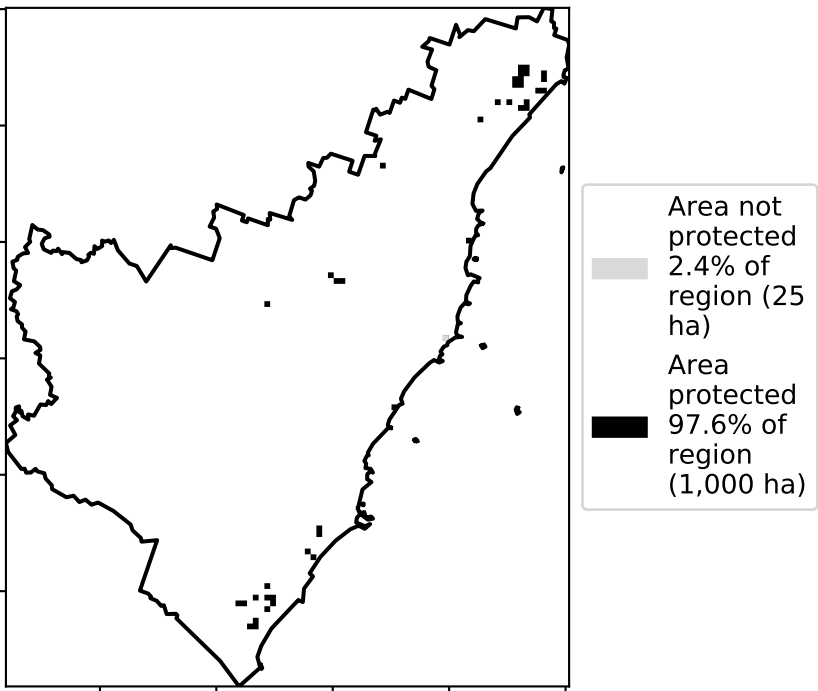 Area not
protected
2.4% of
region (25
ha)
Area
protected
97.6% of
region
(1,000 ha)